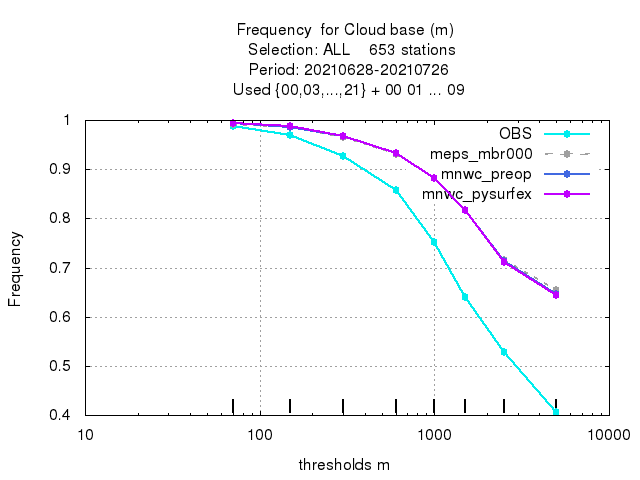 Frequency  for Cloud base (m)
Selection: ALL    653 stations
Period: 20210628-20210726
Used {00,03,...,21} + 00 01 ... 09
OBS
meps_mbr000
mnwc_preop
mnwc_pysurfex
Frequency
1
0.9
0.8
0.7
0.6
0.5
0.4
10
100
1000
10000
thresholds m